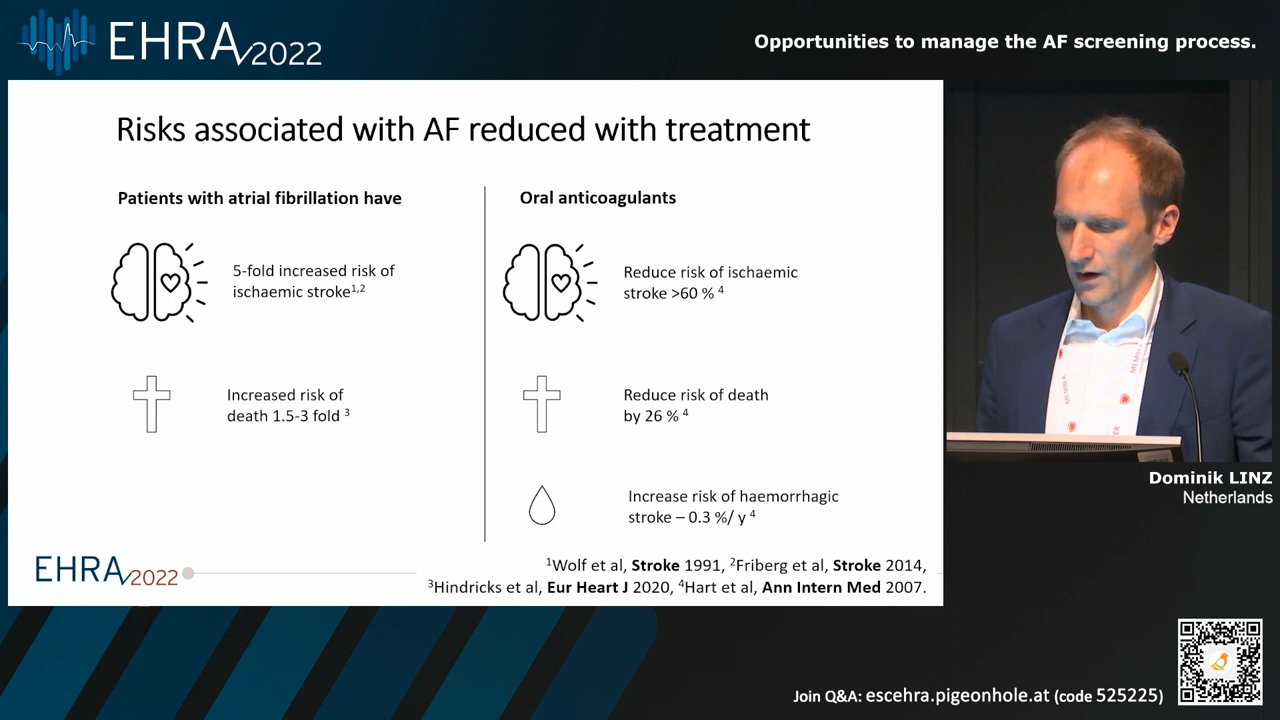 EHRA 2022
Opportunities to manage the AF screening process.
Risks associated with AF reduced with treatment
Patients with atrial fibrillation have
5-fold increased risk of
ischaemic stroke1,2
Increased risk of
death 1.5-3 fold 3
Oral anticoagulants
Reduce risk of ischaemic
stroke >60 % 4
Reduce risk of death
by 26 % 4
Increase risk of haemorrhagic
stroke – 0.3 %/ y 4
EHRA 2022
1Wolf et al, Stroke 1991, 2Friberg et al, Stroke 2014,
3Hindricks et al, Eur Heart J 2020, 4Hart et al, Ann Intern Med 2007.
MEMBER
MEMBER
Dominik LINZ
Netherlands
Join Q&A: escehra.pigeonhole.at (code 525225)